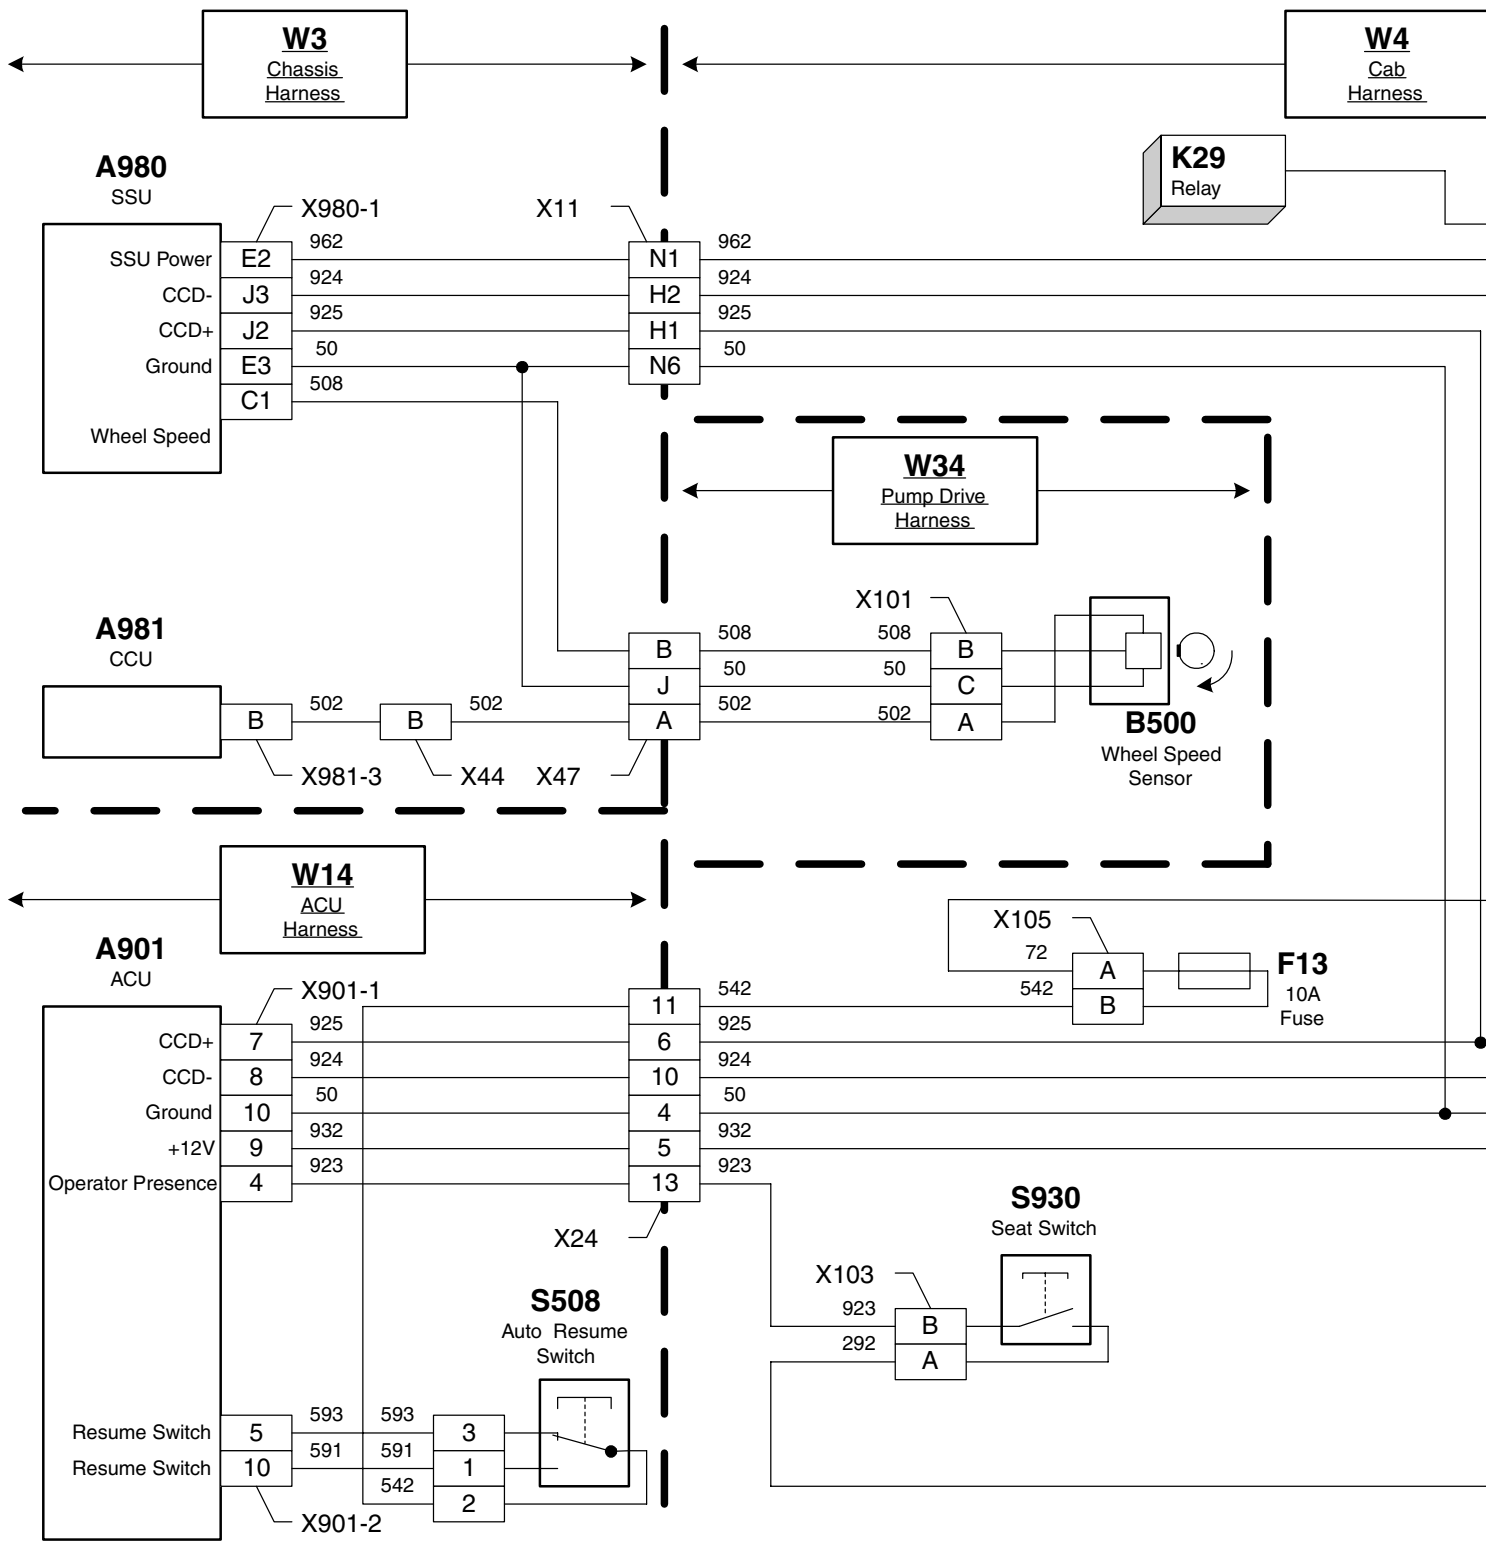 W3
Chassis
Harness
W4
Cab
Harness
K29
Relay
A980
SSU
X980-1
X11
SSU Power E2 962 N1 962
CCD- J3 924 H2 924
CCD+ J2 925 H1 925
Ground E3 50 N6 50
C1 508
Wheel Speed
W34
Pump Drive
Harness
A981
CCU
X101
B 508 508 B
J 50 50 C
B 502 B 502 A 502 502 A
X981-3
X44
X47
B500
Wheel Speed
Sensor
W14
ACU
Harness
A901
ACU
X901-1
X105
72 A
542 B
F13
10A
Fuse
11 542
CCD+ 7 925 6 925
CCD- 8 924 10 924
Ground 10 50 4 50
+12V 9 932 5 932
Operator Presence 4 923 13 923
X24
S930
Seat Switch
X103
923 B
292 A
S508
Auto Resume
Switch
Resume Switch 5 593 593 3
Resume Switch 10 591 591 1
542 2
X901-2